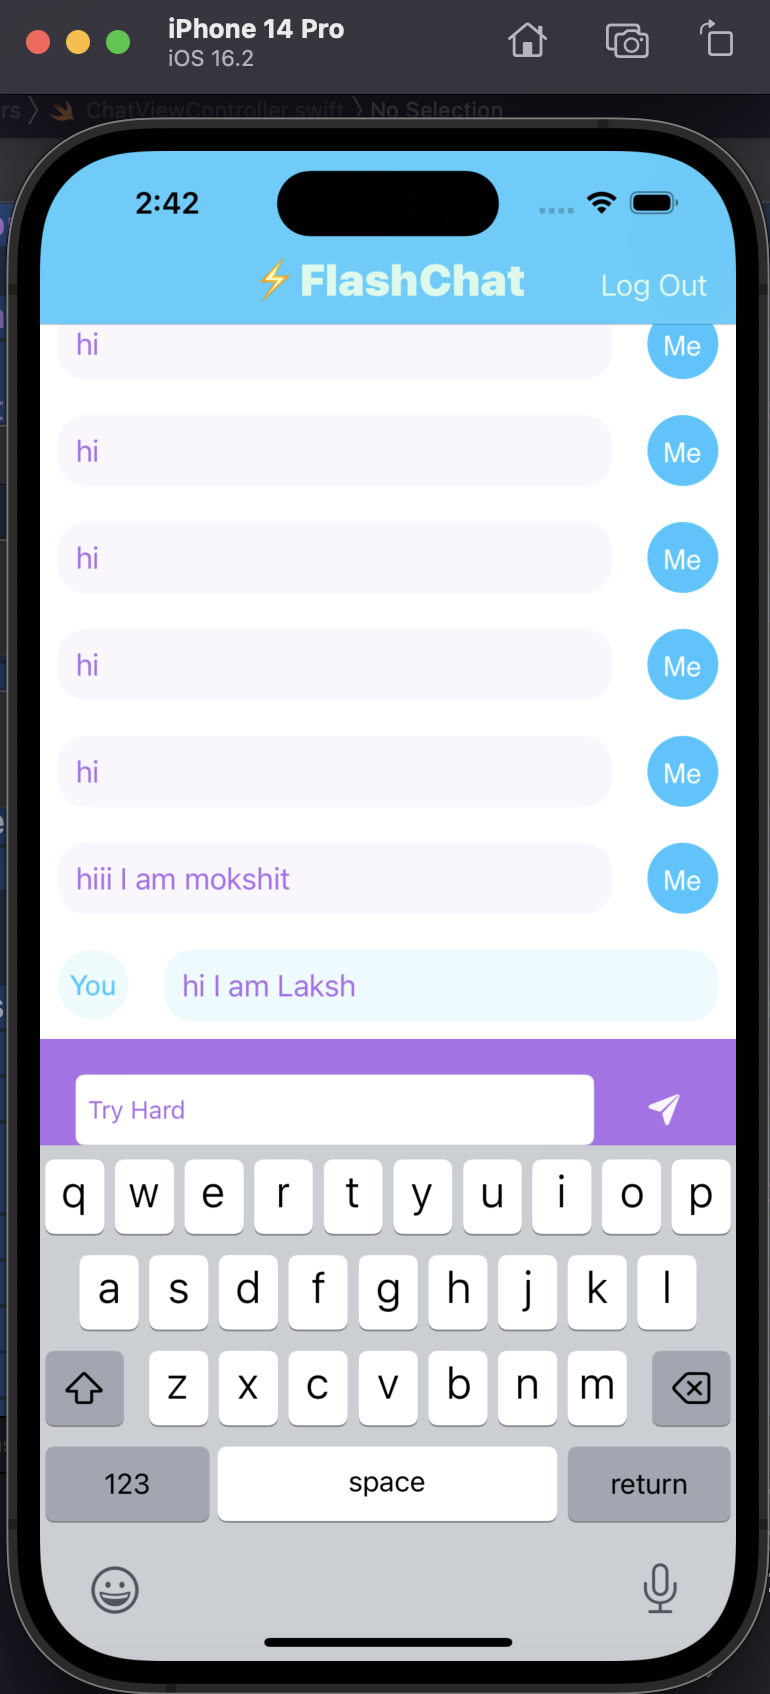 iPhone 14 Pro
iOS 16.2
rs 〉 ChatViewController.swift 〉 No Selection
2:42
⚡️FlashChat
Log Out
hi Me
hi Me
hi Me
hi Me
hi Me
hiii I am mokshit Me
You hi I am Laksh
Try Hard
q w e r t y u i o p
a s d f g h j k l
z x c v b n m
123 space return